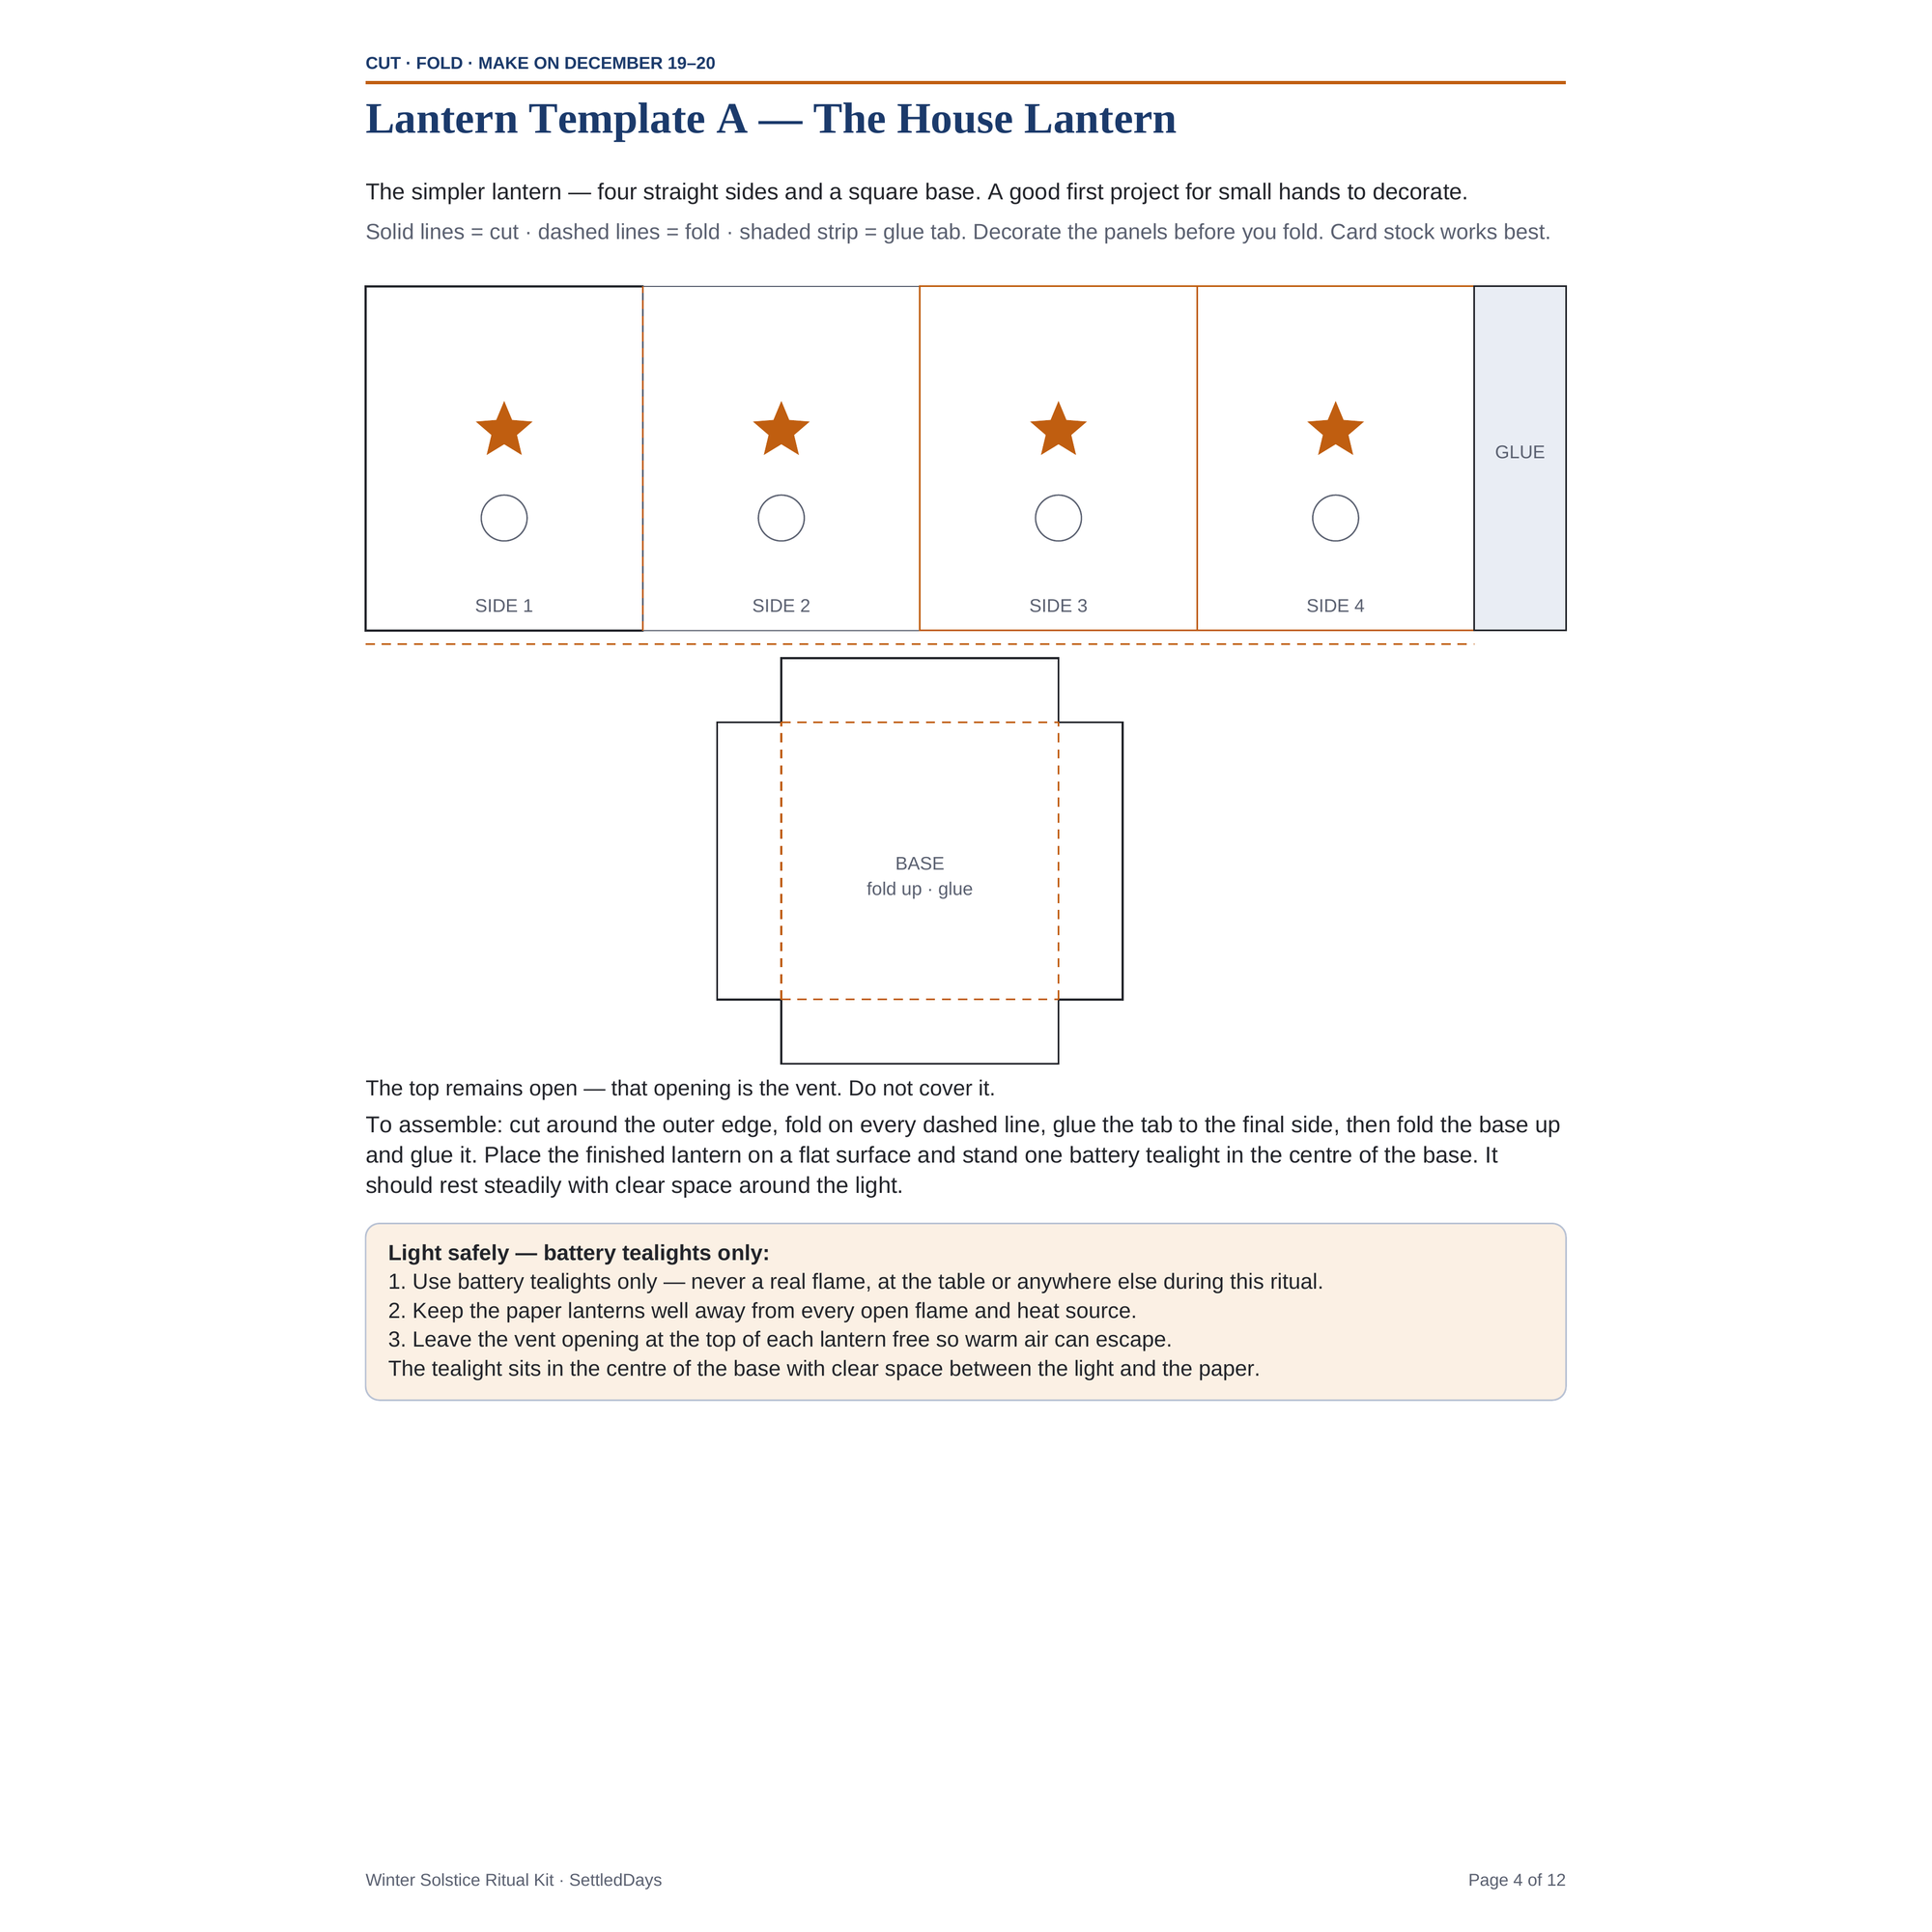 CUT · FOLD · MAKE ON DECEMBER 19–20
Lantern Template A — The House Lantern
The simpler lantern — four straight sides and a square base. A good first project for small hands to decorate.
Solid lines = cut · dashed lines = fold · shaded strip = glue tab. Decorate the panels before you fold. Card stock works best.
GLUE
SIDE 1
SIDE 2
SIDE 3
SIDE 4
BASE
fold up · glue
The top remains open — that opening is the vent. Do not cover it.
To assemble: cut around the outer edge, fold on every dashed line, glue the tab to the final side, then fold the base up
and glue it. Place the finished lantern on a flat surface and stand one battery tealight in the centre of the base. It
should rest steadily with clear space around the light.
Light safely — battery tealights only:
1. Use battery tealights only — never a real flame, at the table or anywhere else during this ritual.
2. Keep the paper lanterns well away from every open flame and heat source.
3. Leave the vent opening at the top of each lantern free so warm air can escape.
The tealight sits in the centre of the base with clear space between the light and the paper.
Winter Solstice Ritual Kit · SettledDays
Page 4 of 12